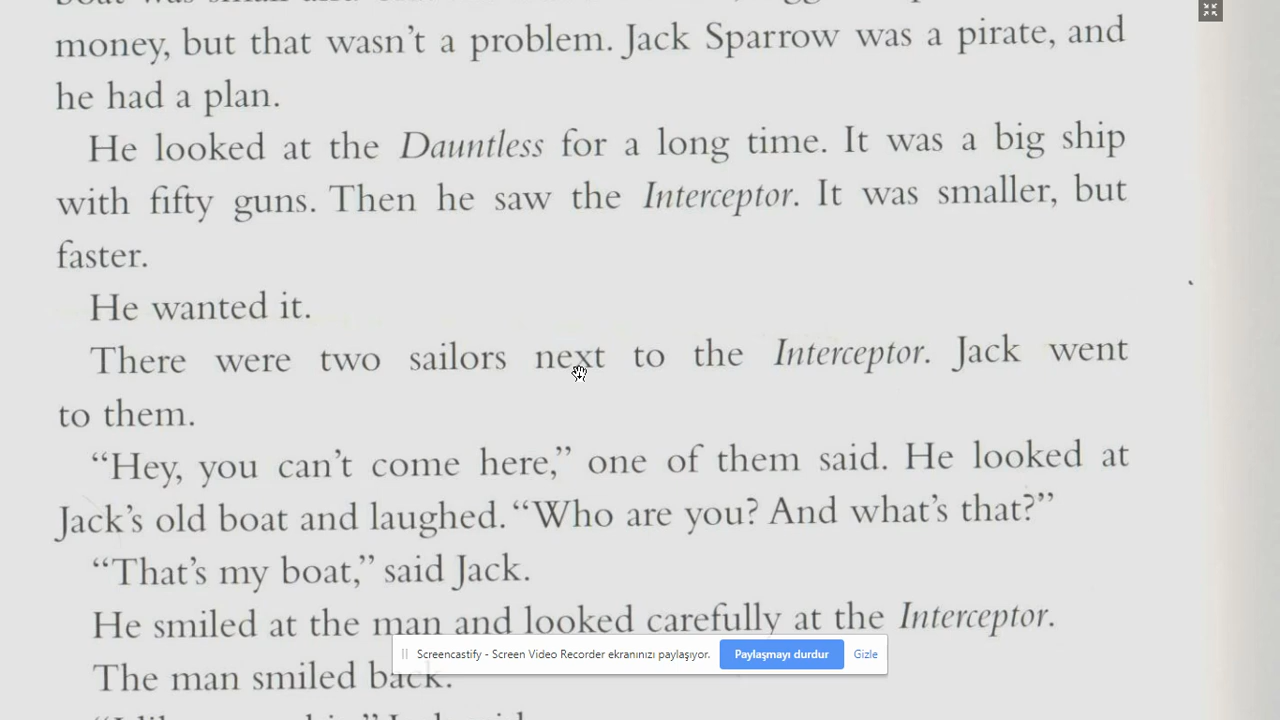 money, but that wasn't a problem. Jack Sparrow was a pirate, and
he had a plan.
He looked at the Dauntless for a long time. It was a big ship
with fifty guns. Then he saw the Interceptor. It was smaller, but
faster.
He wanted it.
There were two sailors next to the Interceptor. Jack went
to them.
“Hey, you can't come here,” one of them said. He looked at
Jack's old boat and laughed. “Who are you? And what's that?”
“That's my boat,” said Jack.
He smiled at the man and looked carefully at the Interceptor.
Screencastify - Screen Video Recorder ekranınızı paylaşıyor.
Paylaşmayı durdur
Gizle
The man smiled back.